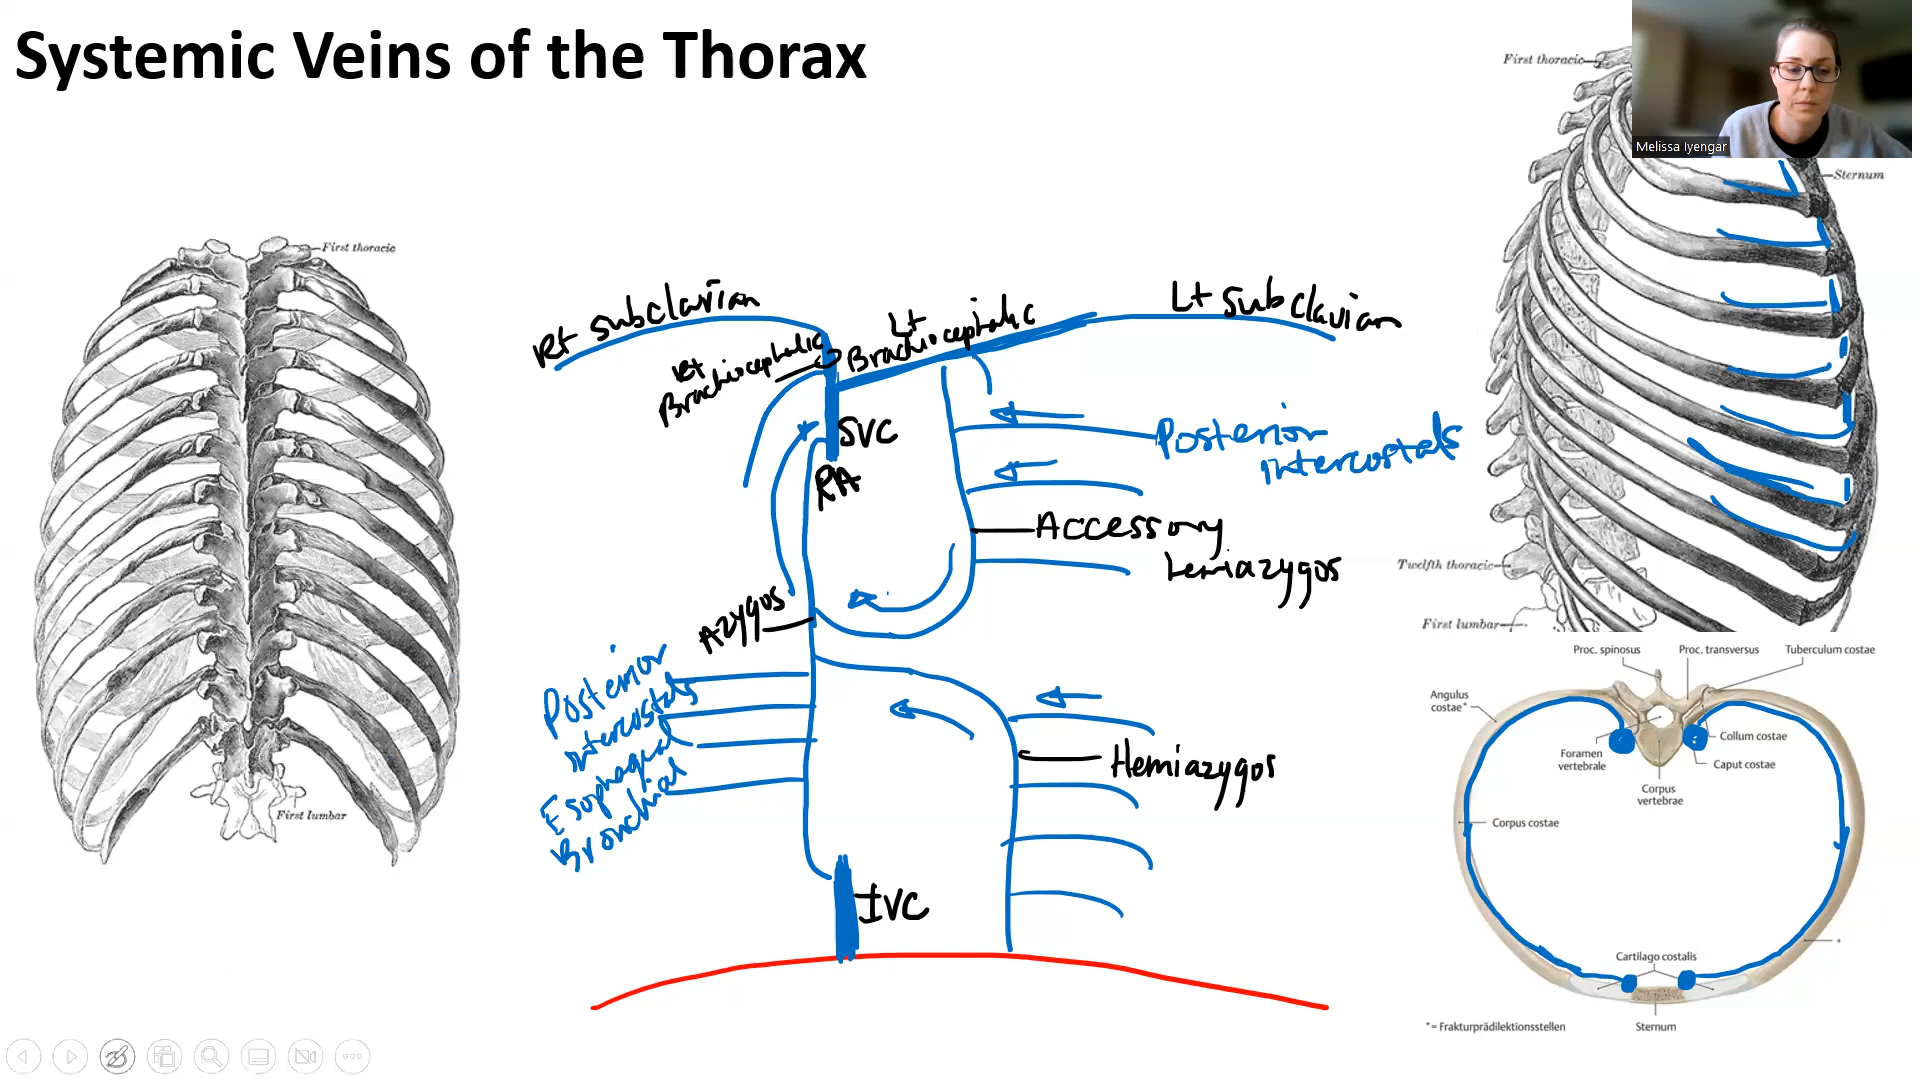 Systemic Veins of the Thorax
Melissa Iyengar
First thoracic
Sternum
Twelfth thoracic
First lumbar
First thoracic
First lumbar
Rt subclavian
Rt
Brachiocephalic
Lt
Brachiocephalic
Lt subclavian
SVC
RA
Posterior
intercostals
Accessory
hemiazygos
Azygos
Posterior
intercostals
Esophageal
Bronchial
Hemiazygos
IVC
Proc. spinosus
Proc. transversus
Tuberculum costae
Angulus
costae*
Foramen
vertebrale
Collum costae
Caput costae
Corpus
vertebrae
Corpus costae
*
Cartilago costalis
Sternum
*= Frakturprädilektionsstellen